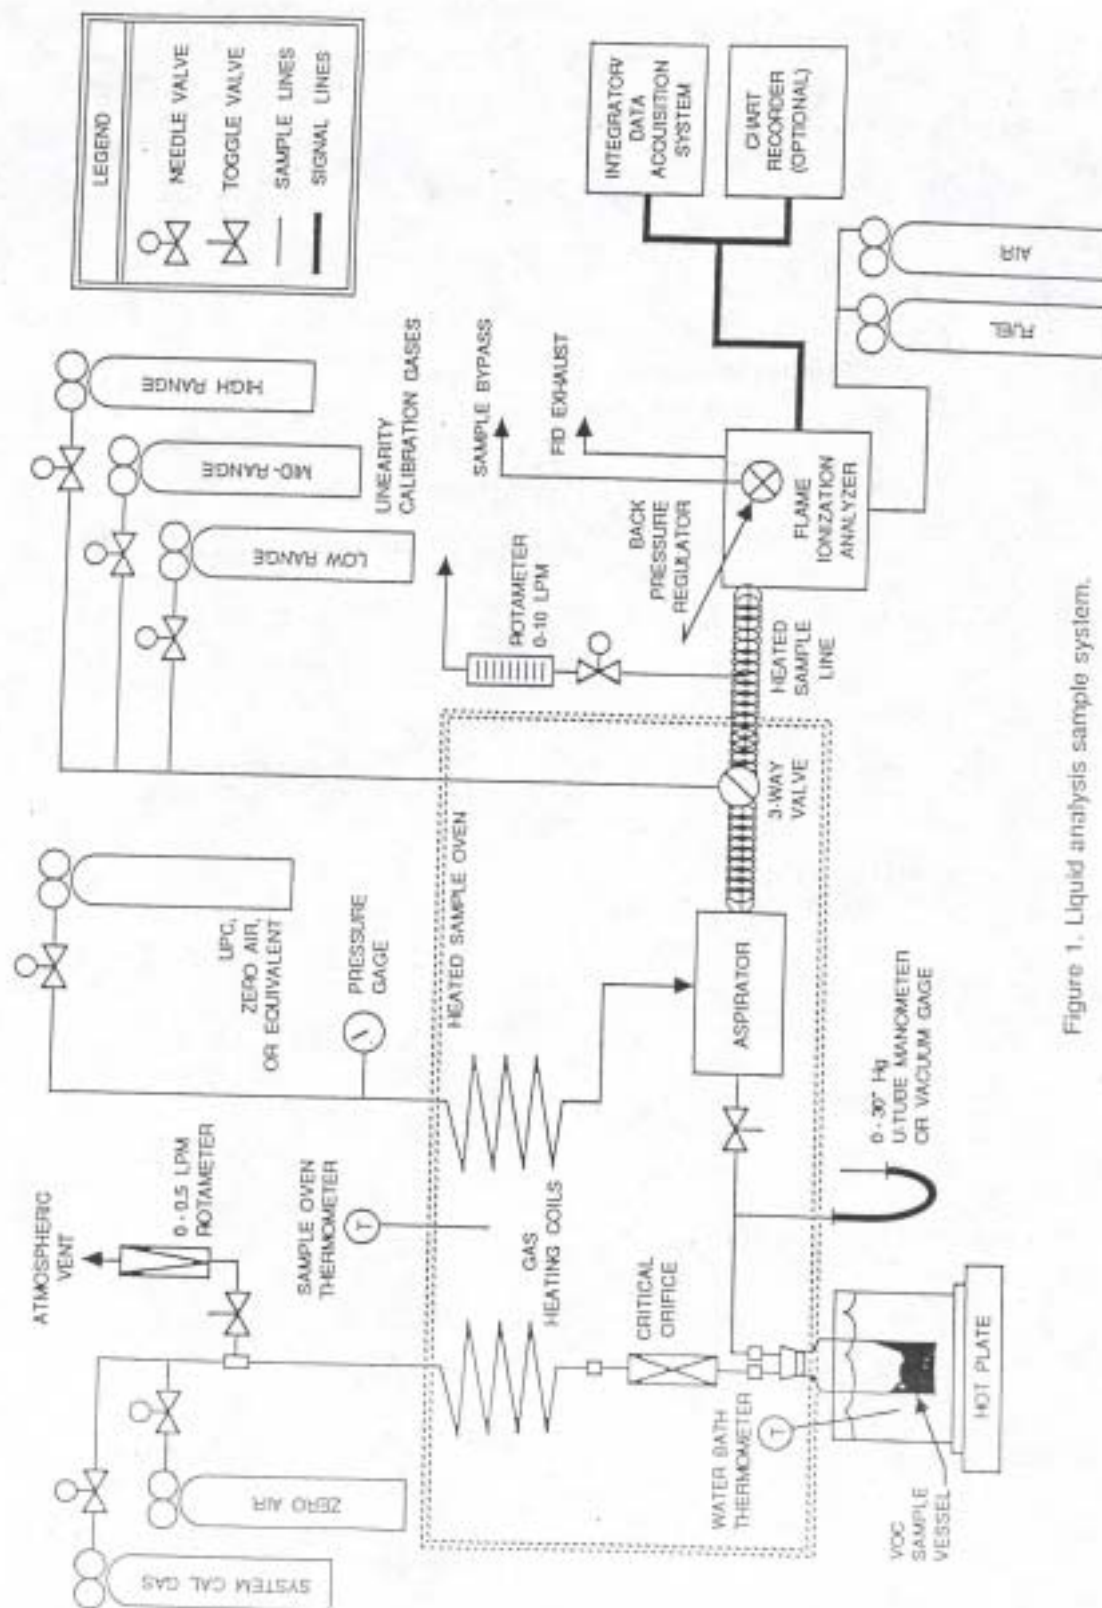 LEGEND
NEEDLE VALVE
TOGGLE VALVE
SAMPLE LINES
SIGNAL LINES
ATMOSPHERIC
VENT
0 - 0.5 LPM
ROTAMETER
SYSTEM CAL GAS
ZERO AIR
SAMPLE OVEN
THERMOMETER
UPC,
ZERO AIR,
OR EQUIVALENT
PRESSURE
GAGE
HIGH RANGE
MID-RANGE
LOW RANGE
LINEARITY
CALIBRATION GASES
HEATED SAMPLE OVEN
GAS
HEATING COILS
T
CRITICAL
ORIFICE
ASPIRATOR
3-WAY
VALVE
HEATED
SAMPLE
LINE
ROTAMETER
0-10 LPM
SAMPLE BYPASS
FID EXHAUST
BACK
PRESSURE
REGULATOR
FLAME
IONIZATION
ANALYZER
INTEGRATOR/
DATA
ACQUISITION
SYSTEM
CHART
RECORDER
(OPTIONAL)
FUEL
AIR
WATER BATH
THERMOMETER
T
VOC
SAMPLE
VESSEL
HOT PLATE
0 - 30" Hg
U-TUBE MANOMETER
OR VACUUM GAGE
Figure 1. Liquid analysis sample system.